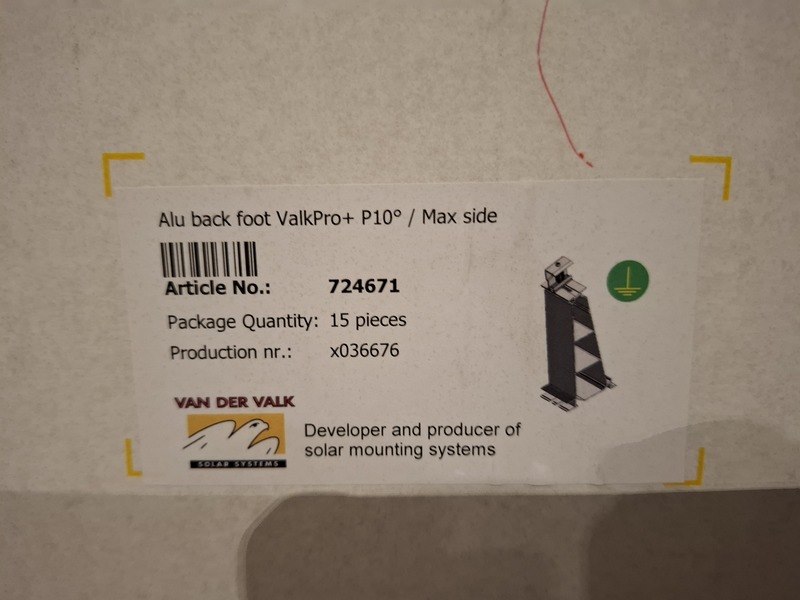 Alu back foot ValkPro+ P10° / Max side
Article No.: 724671
Package Quantity: 15 pieces
Production nr.: x036676
VAN DER VALK
SOLAR SYSTEMS
Developer and producer of
solar mounting systems